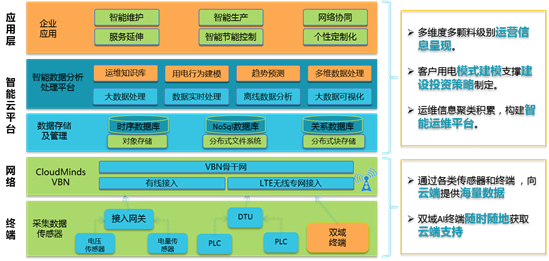 应用层
企业
应用
智能维护
智能生产
网络协同
服务延伸
智能节能控制
个性定制化
智能云平台
智能数据分析
处理平台
运维知识库
用电行为建模
趋势预测
多维数据处理
大数据处理
数据实时处理
离线数据分析
大数据可视化
数据存储
及管理
时序数据库
NoSql数据库
关系数据库
对象存储
分布式文件系统
分布式块存储
网络
CloudMinds
VBN
VBN骨干网
有线接入
LTE无线专网接入
终端
采集数据
传感器
接入网关
DTU
电压
传感器
电量传
感器
PLC
PLC
双域
终端
➢ 多维度多颗料级别运营信
息呈现。
➢ 客户用电模式建模支撑建
设投资策略制定。
➢ 运维信息聚类积累，构建智
能运维平台。
➢ 通过各类传感器和终端 ，向
云端提供海量数据
➢ 双域AI终端随时随地获取
云端支持